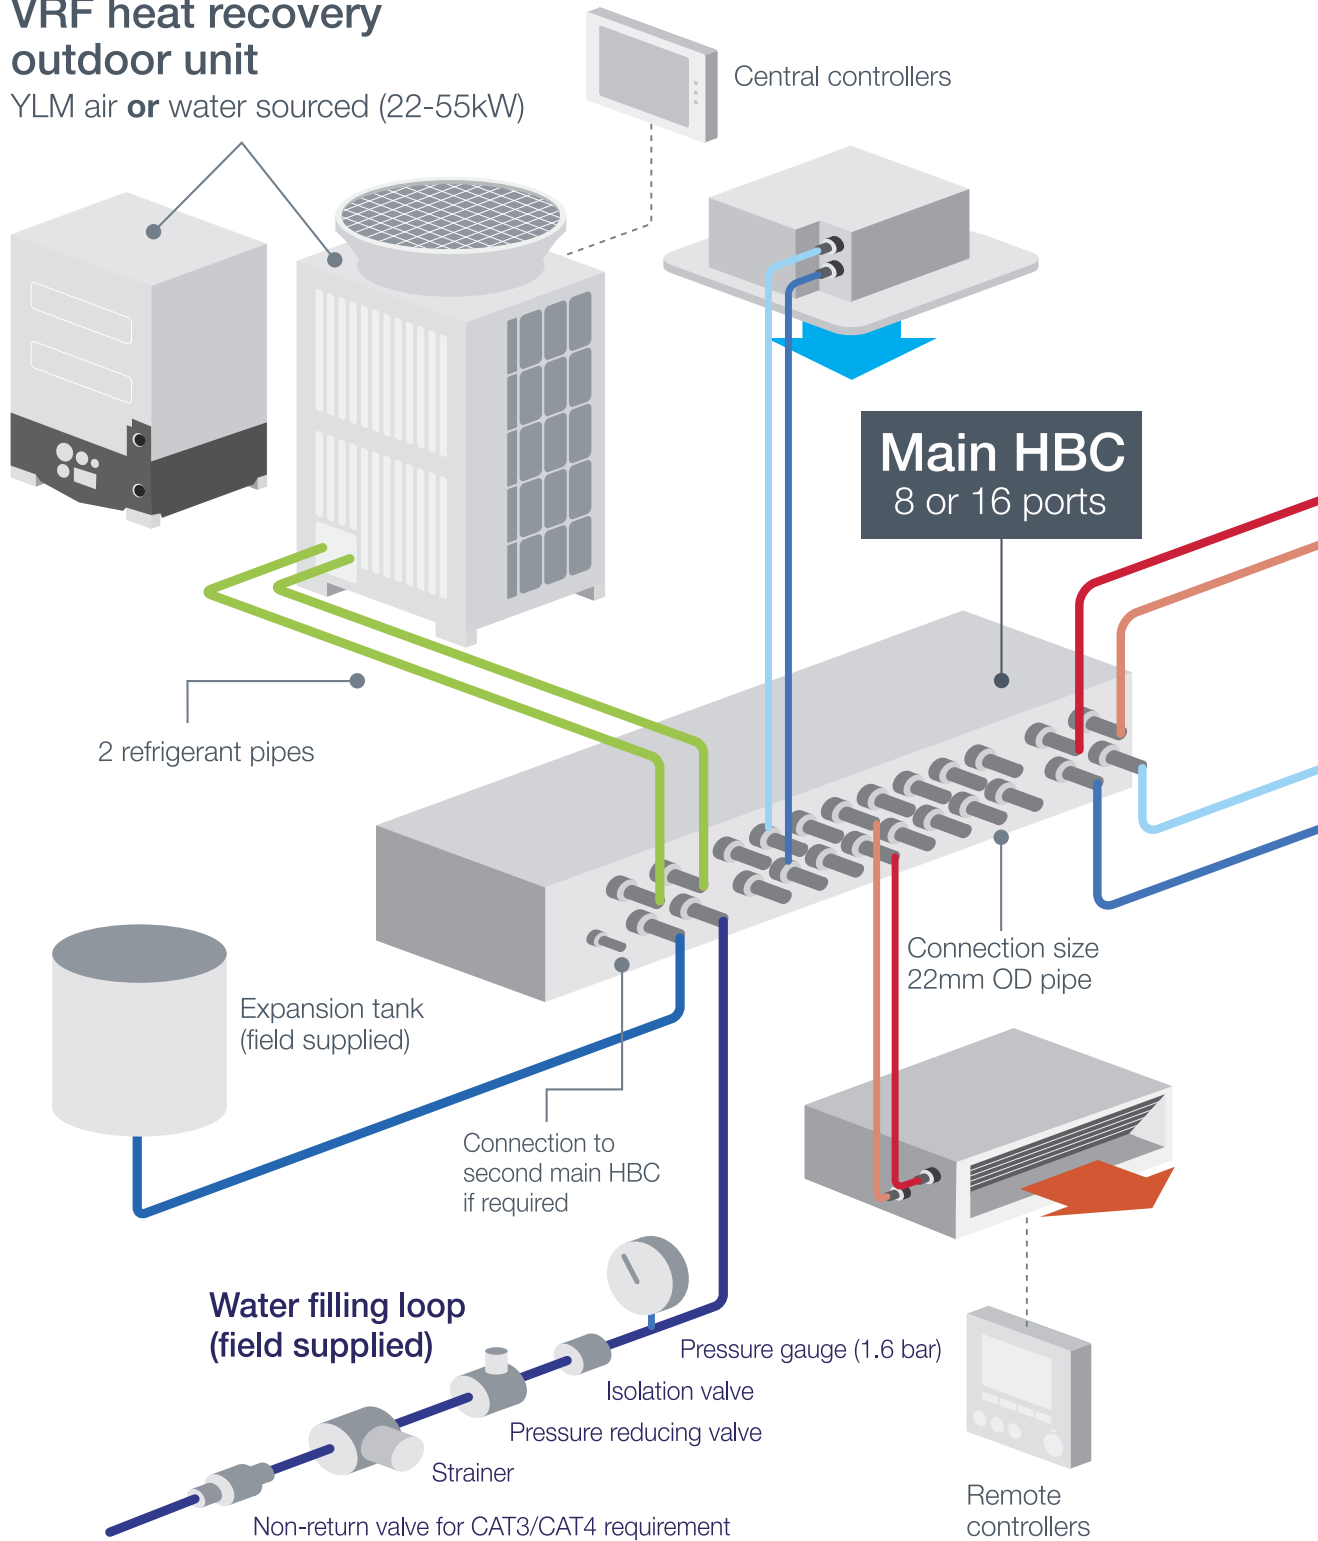 VRF heat recovery
outdoor unit
YLM air or water sourced (22-55kW)
Central controllers
Main HBC
8 or 16 ports
2 refrigerant pipes
Connection size
22mm OD pipe
Expansion tank
(field supplied)
Connection to
second main HBC
if required
Water filling loop
(field supplied)
Pressure gauge (1.6 bar)
Isolation valve
Pressure reducing valve
Strainer
Non-return valve for CAT3/CAT4 requirement
Remote
controllers